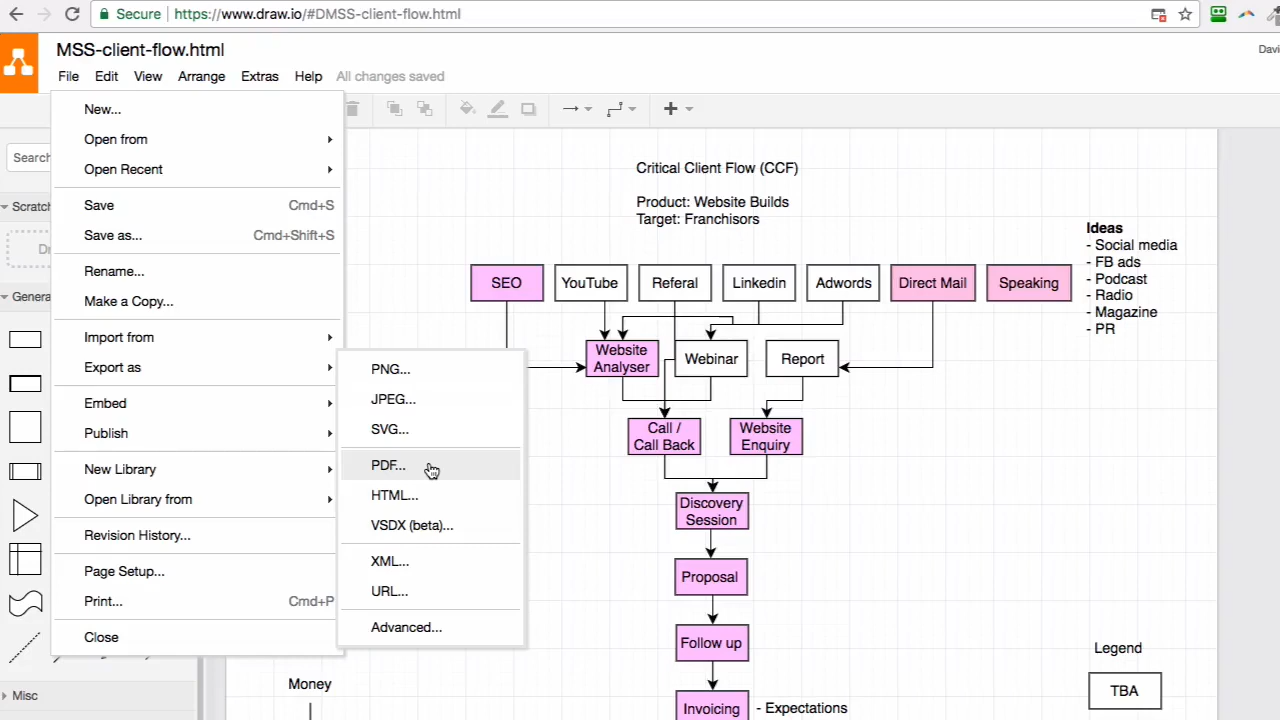 Secure
https://www.draw.io/#DMSS-client-flow.html
MSS-client-flow.html
Davi
File Edit View Arrange Extras Help All changes saved
New...
Open from
Open Recent
Save Cmd+S
Save as... Cmd+Shift+S
Rename...
Make a Copy...
Import from
Export as
Embed
Publish
New Library
Open Library from
Revision History...
Page Setup...
Print... Cmd+P
Close
PNG...
JPEG...
SVG...
PDF...
HTML...
VSDX (beta)...
XML...
URL...
Advanced...
Search
Scratch
Dr
Genera
Misc
Critical Client Flow (CCF)
Product: Website Builds
Target: Franchisors
Ideas
- Social media
- FB ads
- Podcast
- Radio
- Magazine
- PR
SEO
YouTube
Referal
Linkedin
Adwords
Direct Mail
Speaking
Website
Analyser
Webinar
Report
Call /
Call Back
Website
Enquiry
Discovery
Session
Proposal
Follow up
Invoicing
- Expectations
Money
Legend
TBA